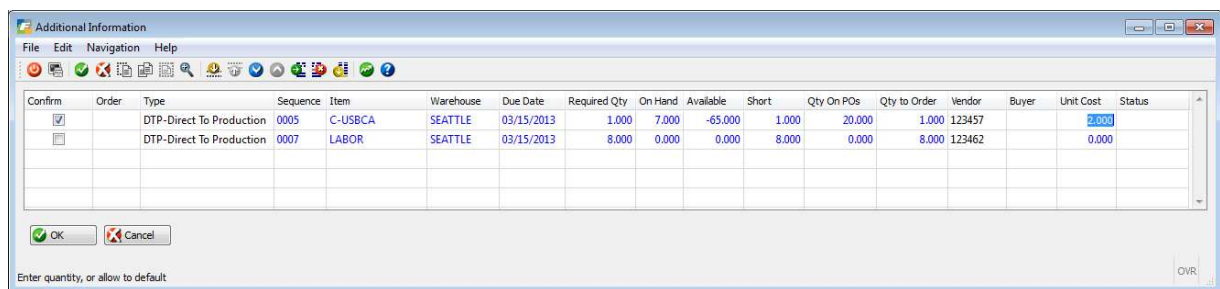 Additional Information
File Edit Navigation Help
Confirm Order Type Sequence Item Warehouse Due Date Required Qty On Hand Available Short Qty On POs Qty to Order Vendor Buyer Unit Cost Status
DTP-Direct To Production 0005 C-USBCA SEATTLE 03/15/2013 1.000 7.000 -65.000 1.000 20.000 1.000 123457 2.000
DTP-Direct To Production 0007 LABOR SEATTLE 03/15/2013 8.000 0.000 0.000 8.000 0.000 8.000 123462 0.000
OK Cancel
Enter quantity, or allow to default
OVR